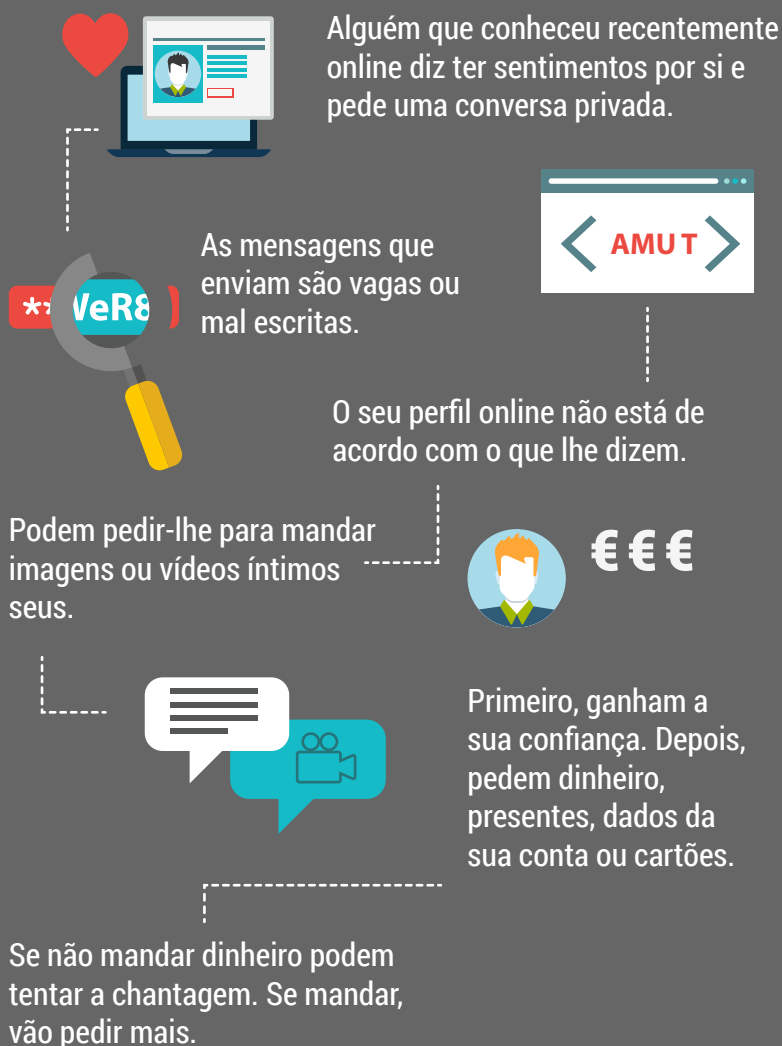 Alguém que conheceu recentemente
online diz ter sentimentos por si e
pede uma conversa privada.
AMU T
As mensagens que
enviam são vagas ou
mal escritas.
** WeR8
O seu perfil online não está de
acordo com o que lhe dizem.
Podem pedir-lhe para mandar
imagens ou vídeos íntimos
seus.
€ € €
Primeiro, ganham a
sua confiança. Depois,
pedem dinheiro,
presentes, dados da
sua conta ou cartões.
Se não mandar dinheiro podem
tentar a chantagem. Se mandar,
vão pedir mais.